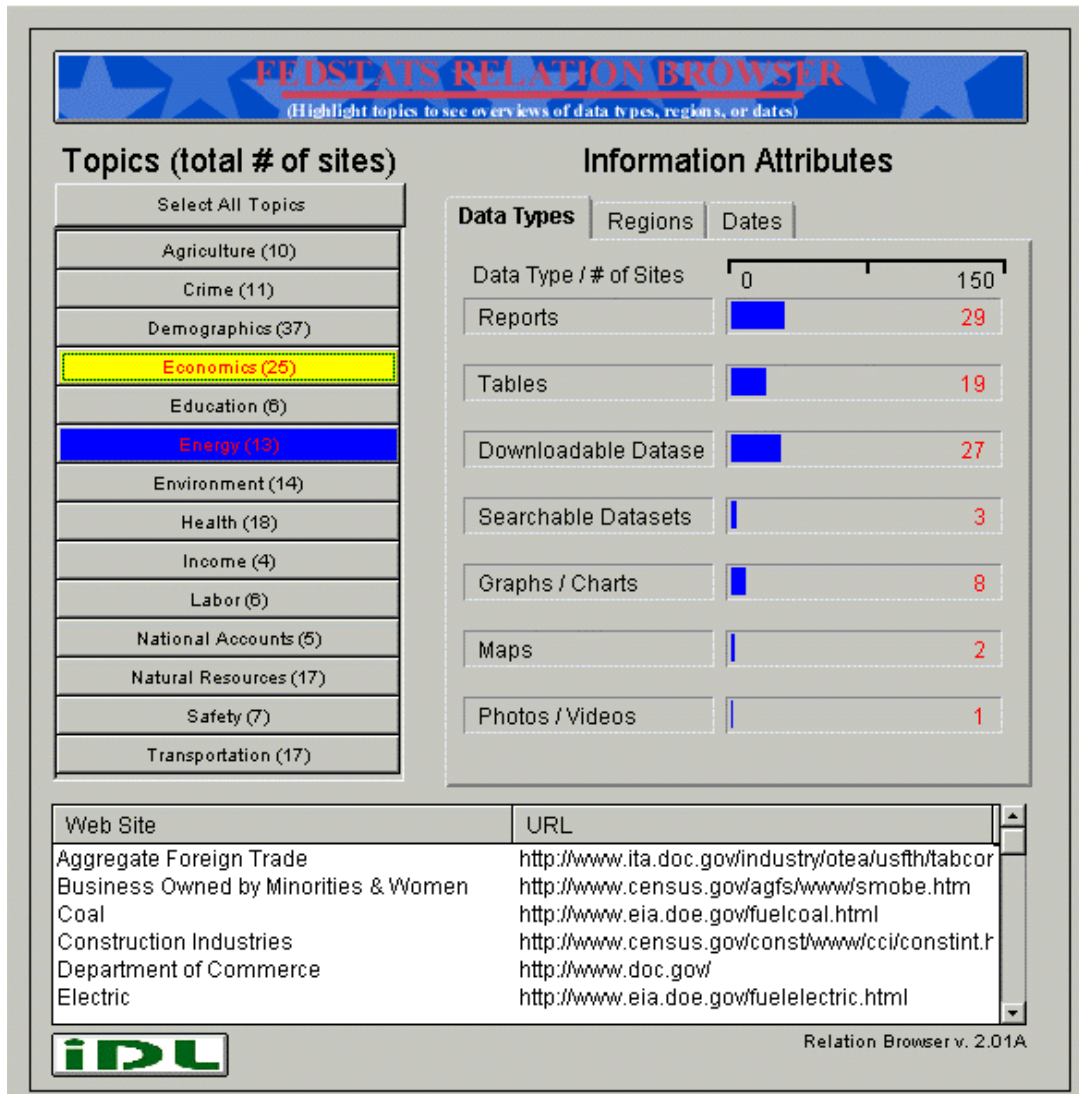 FEDSTATS RELATION BROWSER
(Highlight topics to see overviews of data types, regions, or dates)
Topics (total # of sites)
Select All Topics
Agriculture (10)
Crime (11)
Demographics (37)
Economics (25)
Education (6)
Energy (13)
Environment (14)
Health (18)
Income (4)
Labor (6)
National Accounts (5)
Natural Resources (17)
Safety (7)
Transportation (17)
Information Attributes
Data Types Regions Dates
Data Type / # of Sites 0 150
Reports 29
Tables 19
Downloadable Datase 27
Searchable Datasets 3
Graphs / Charts 8
Maps 2
Photos / Videos 1
Web Site URL
Aggregate Foreign Trade http://www.ita.doc.gov/industry/otea/usfth/tabcor
Business Owned by Minorities & Women http://www.census.gov/agfs/www/smobe.htm
Coal http://www.eia.doe.gov/fuelcoal.html
Construction Industries http://www.census.gov/const/www/cci/constint.h
Department of Commerce http://www.doc.gov/
Electric http://www.eia.doe.gov/fuelelectric.html
iDL
Relation Browser v. 2.01A